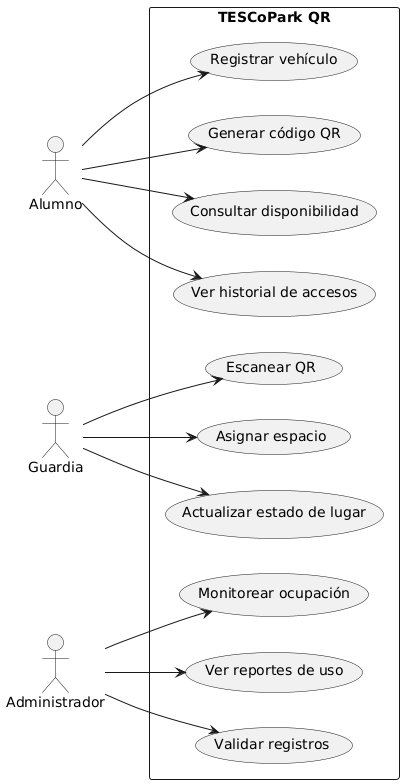 TESCoPark QR
Registrar vehículo
Generar código QR
Alumno
Consultar disponibilidad
Ver historial de accesos
Escanear QR
Asignar espacio
Guardia
Actualizar estado de lugar
Monitorear ocupación
Ver reportes de uso
Administrador
Validar registros